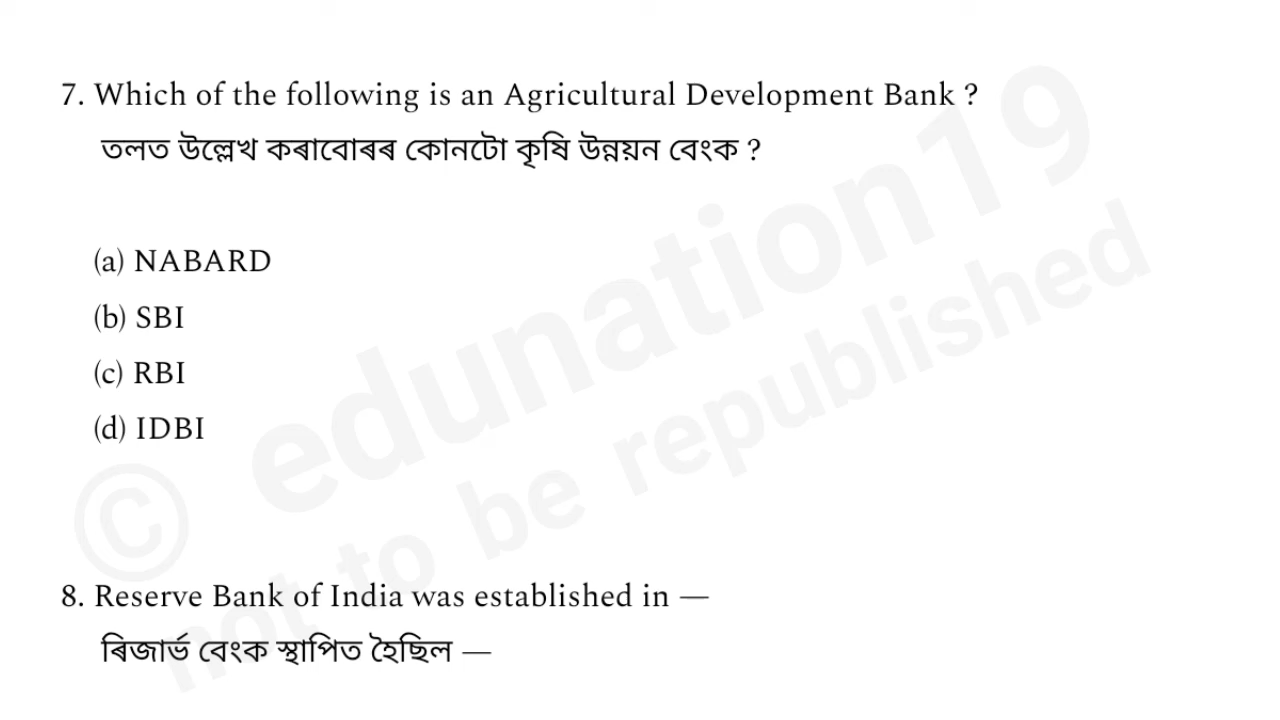 7. Which of the following is an Agricultural Development Bank ?
তলত উল্লেখ কৰাবোৰৰ কোনটো কৃষি উন্নয়ন বেংক ?
(a) NABARD
(b) SBI
(c) RBI
(d) IDBI
© edunation19
not to be republished
8. Reserve Bank of India was established in —
ৰিজাৰ্ভ বেংক স্থাপিত হৈছিল —